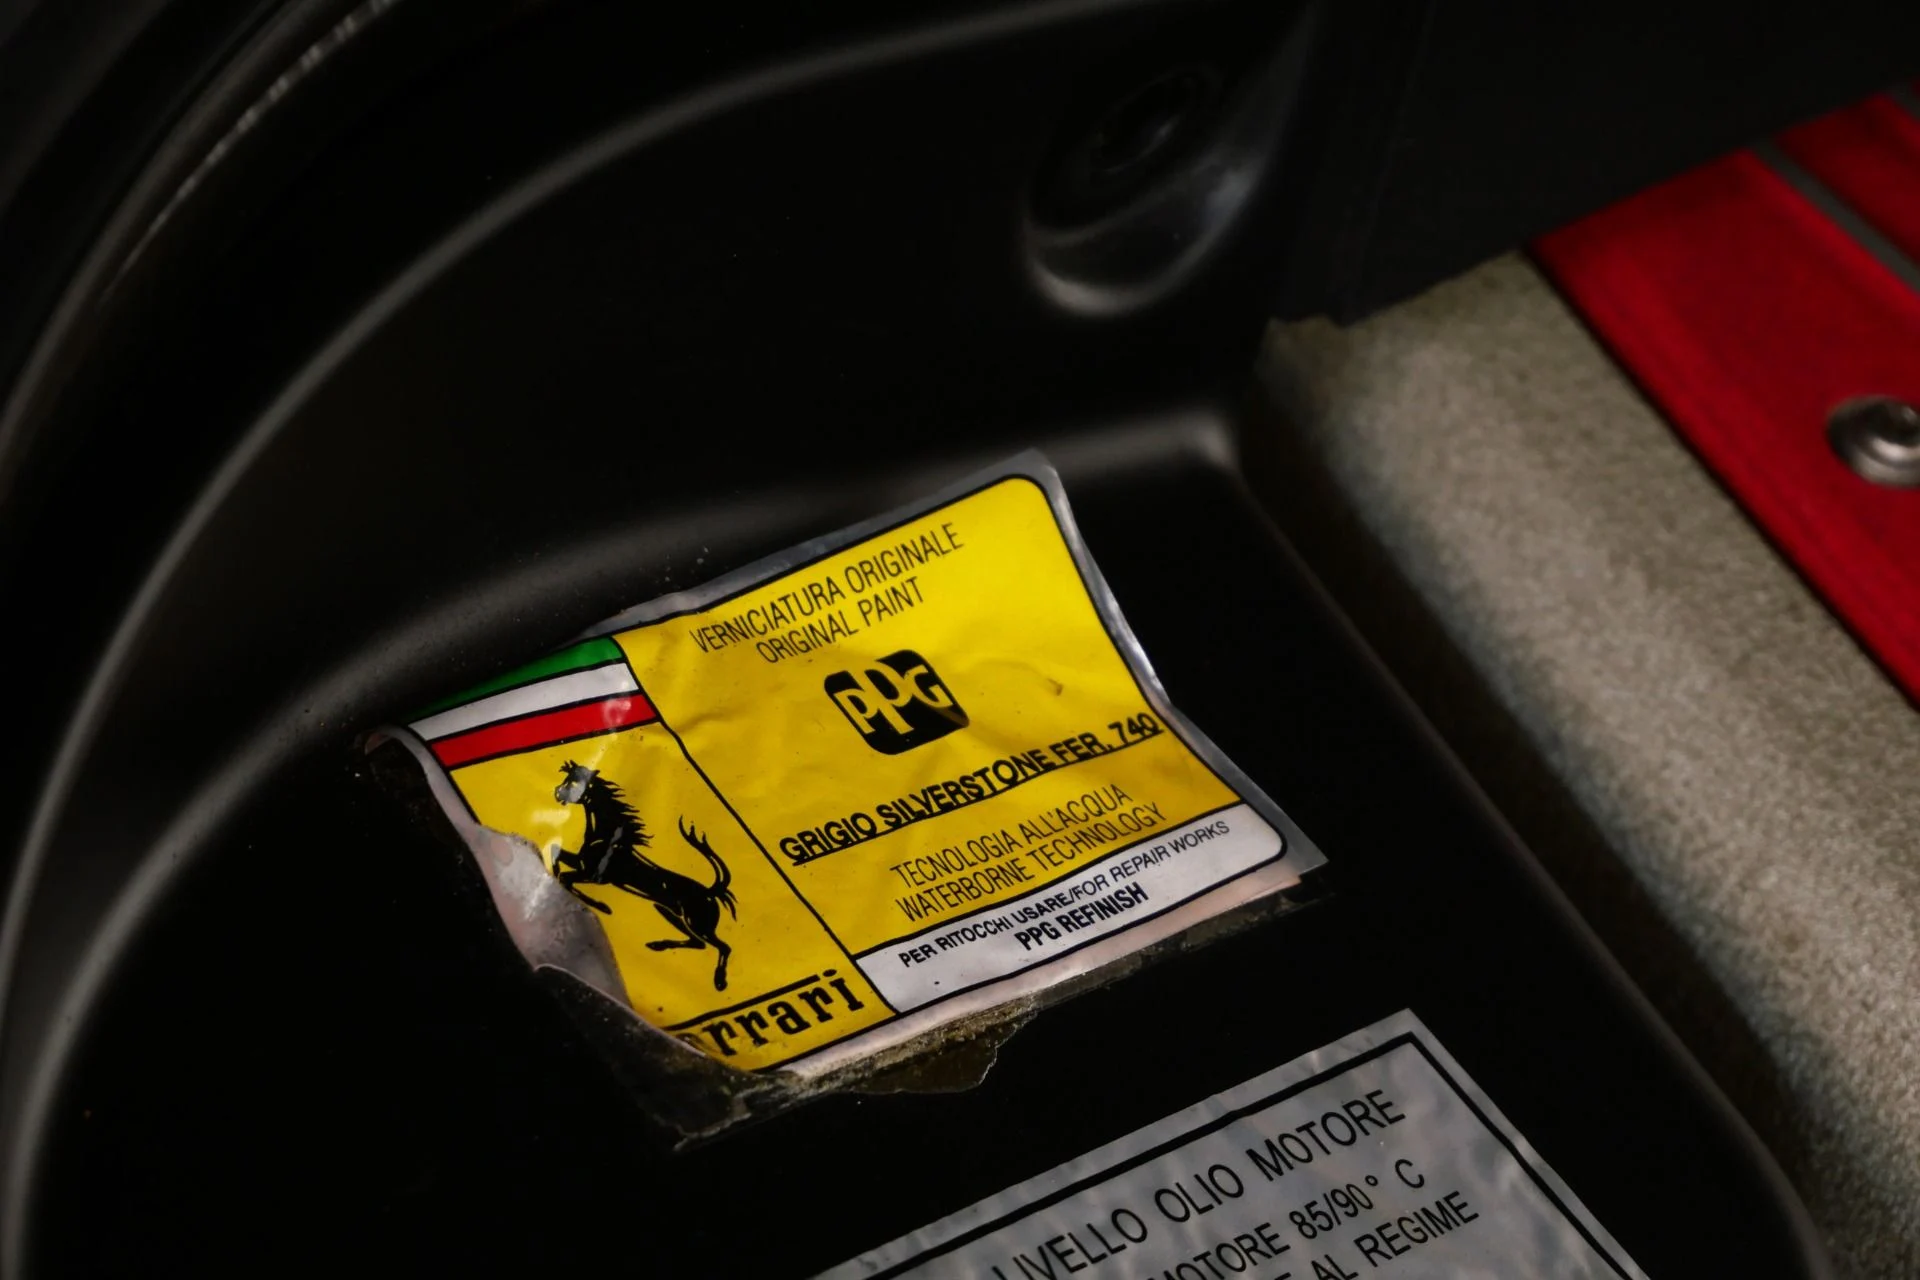 VERNICIATURA ORIGINALE
ORIGINAL PAINT
PPG
GRIGIO SILVERSTONE FER. 740
TECNOLOGIA ALL'ACQUA
WATERBORNE TECHNOLOGY
PER RITOCCHI USARE/FOR REPAIR WORKS
PPG REFINISH
errari
LIVELLO OLIO MOTORE
MOTORE 85/90° C
AL REGIME